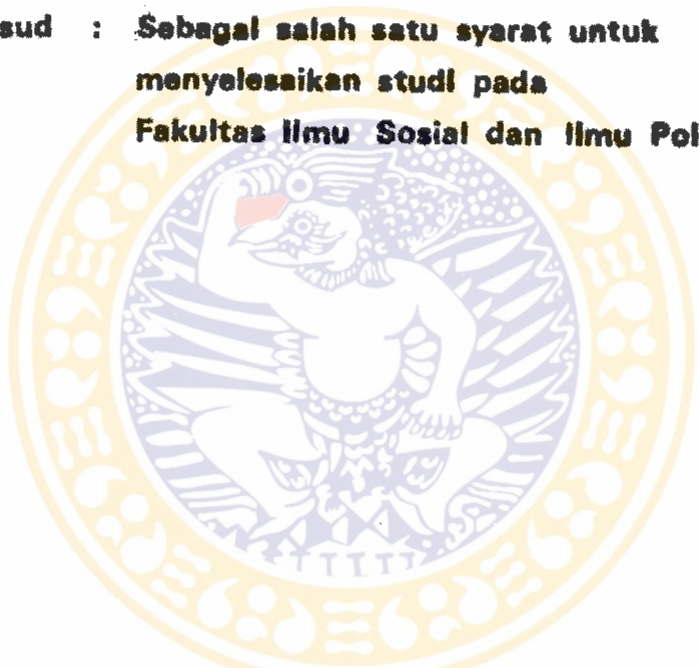 sud : Sebagai salah satu syarat untuk
menyelesaikan studi pada
Fakultas Ilmu Sosial dan Ilmu Pol